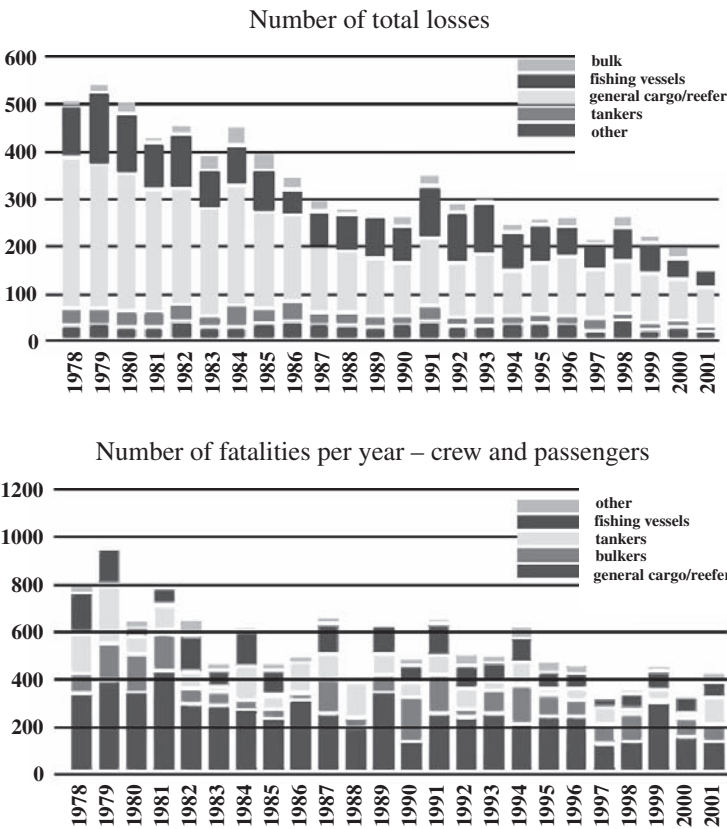 Number of total losses
600
500
400
300
200
100
0
bulk
fishing vessels
general cargo/reefer
tankers
other
1978 1979 1980 1981 1982 1983 1984 1985 1986 1987 1988 1989 1990 1991 1992 1993 1994 1995 1996 1997 1998 1999 2000 2001
Number of fatalities per year – crew and passengers
1200
1000
800
600
400
200
0
other
fishing vessels
tankers
bulkers
general cargo/reefer
1978 1979 1980 1981 1982 1983 1984 1985 1986 1987 1988 1989 1990 1991 1992 1993 1994 1995 1996 1997 1998 1999 2000 2001